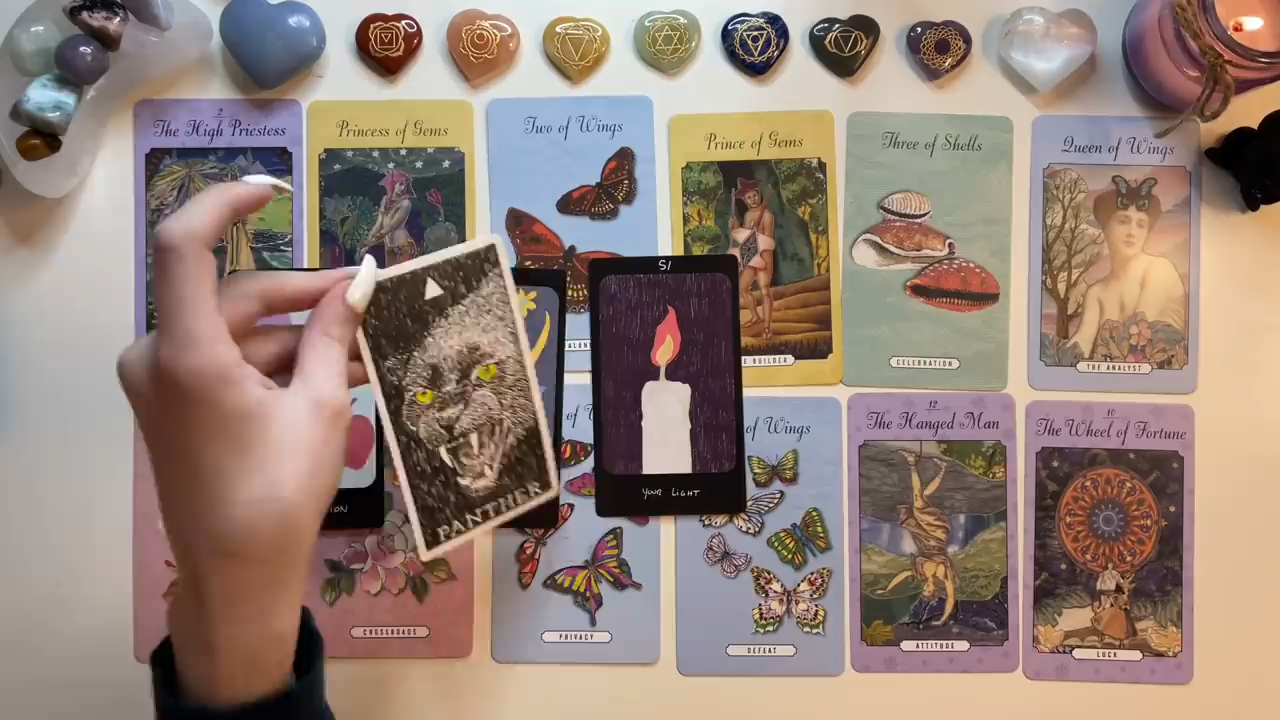 2
The High Priestess
Princess of Gems
Two of Wings
Prince of Gems
Three of Shells
Queen of Wings
BUILDER
CELEBRATION
THE ANALYST
51
YOUR LIGHT
PANTHER
of Wings
12
The Hanged Man
10
The Wheel of Fortune
CROSSROADS
PRIVACY
DEFEAT
ATTITUDE
LUCK